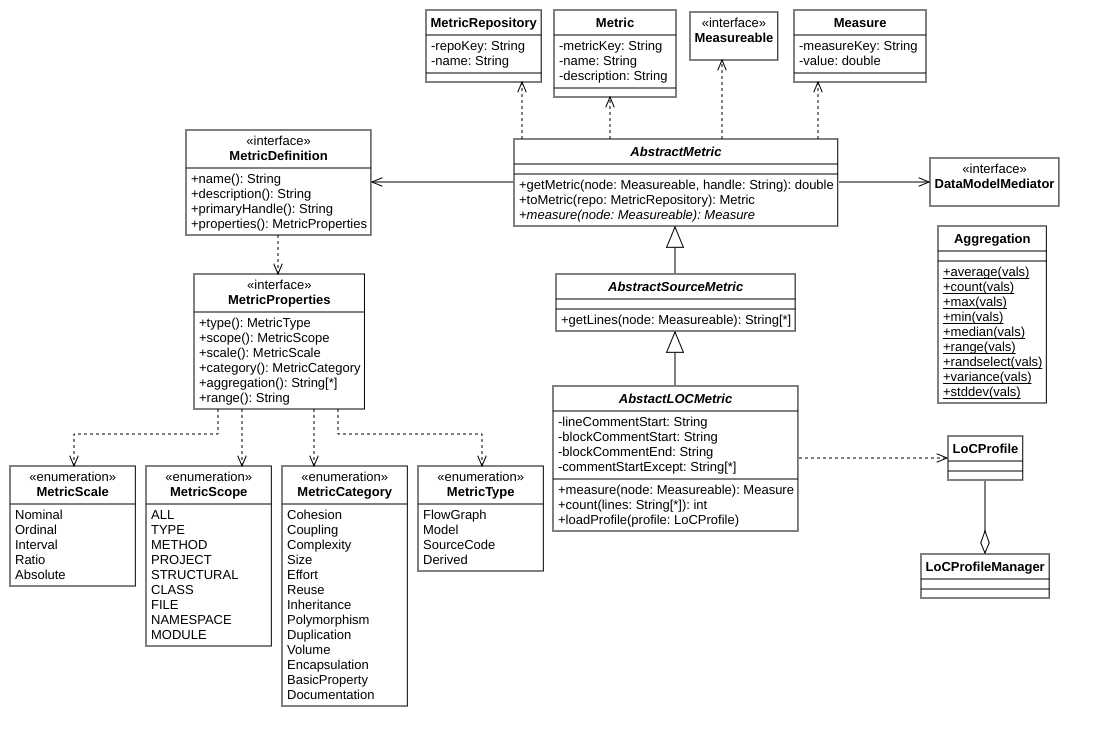 MetricRepository
-repoKey: String
-name: String
Metric
-metricKey: String
-name: String
-description: String
«interface»
Measureable
Measure
-measureKey: String
-value: double
«interface»
MetricDefinition
+name(): String
+description(): String
+primaryHandle(): String
+properties(): MetricProperties
AbstractMetric
+getMetric(node: Measureable, handle: String): double
+toMetric(repo: MetricRepository): Metric
+measure(node: Measureable): Measure
«interface»
DataModelMediator
Aggregation
+average(vals)
+count(vals)
+max(vals)
+min(vals)
+median(vals)
+range(vals)
+randselect(vals)
+variance(vals)
+stddev(vals)
«interface»
MetricProperties
+type(): MetricType
+scope(): MetricScope
+scale(): MetricScale
+category(): MetricCategory
+aggregation(): String[*]
+range(): String
AbstractSourceMetric
+getLines(node: Measureable): String[*]
AbstactLOCMetric
-lineCommentStart: String
-blockCommentStart: String
-blockCommentEnd: String
-commentStartExcept: String[*]
+measure(node: Measureable): Measure
+count(lines: String[*]): int
+loadProfile(profile: LoCProfile)
LoCProfile
LoCProfileManager
«enumeration»
MetricScale
Nominal
Ordinal
Interval
Ratio
Absolute
«enumeration»
MetricScope
ALL
TYPE
METHOD
PROJECT
STRUCTURAL
CLASS
FILE
NAMESPACE
MODULE
«enumeration»
MetricCategory
Cohesion
Coupling
Complexity
Size
Effort
Reuse
Inheritance
Polymorphism
Duplication
Volume
Encapsulation
BasicProperty
Documentation
«enumeration»
MetricType
FlowGraph
Model
SourceCode
Derived